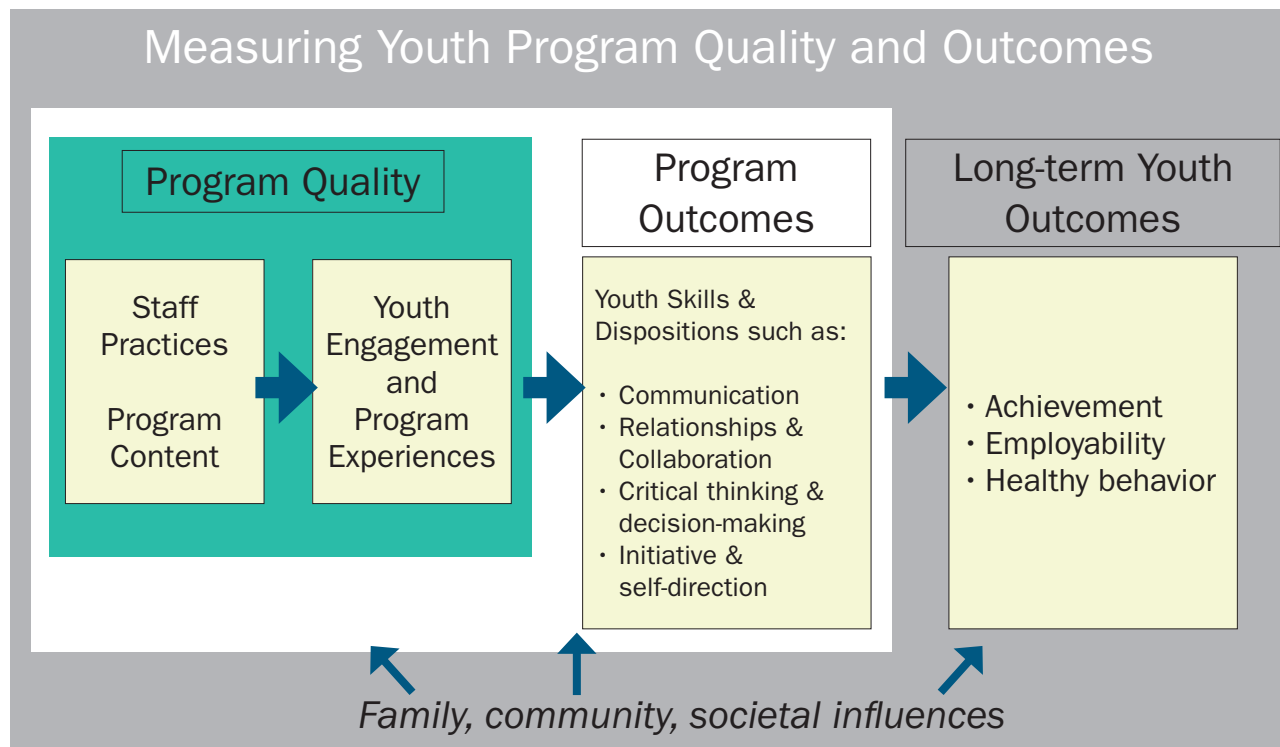 Measuring Youth Program Quality and Outcomes
Program Quality
Staff
Practices
Program
Content
Youth
Engagement
and
Program
Experiences
Program
Outcomes
Youth Skills &
Dispositions such as:
· Communication
· Relationships &
Collaboration
· Critical thinking &
decision-making
· Initiative &
self-direction
Long-term Youth
Outcomes
· Achievement
· Employability
· Healthy behavior
Family, community, societal influences